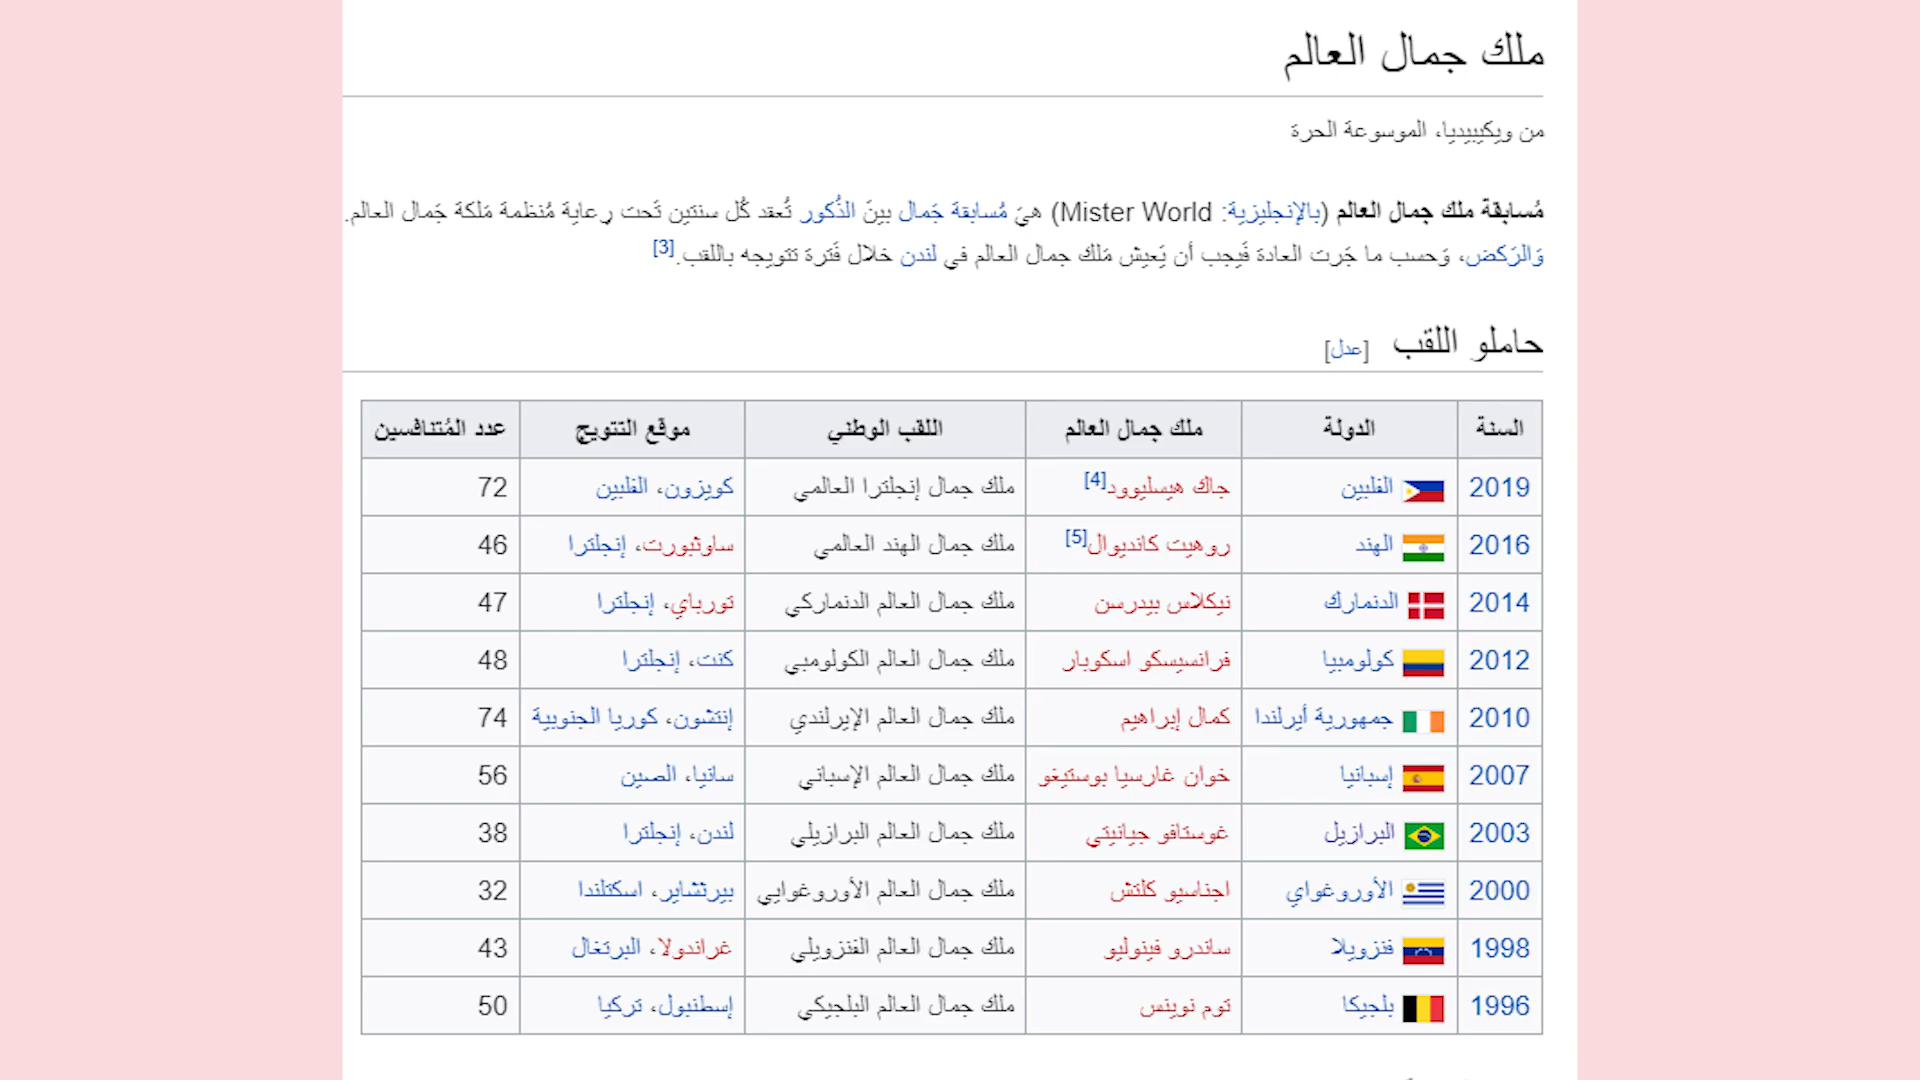 ملك جمال العالم
من ويكيبيديا، الموسوعة الحرة
مُسابقة ملك جمال العالم (بالإنجليزية: Mister World) هيَ مُسابقة جَمال بينَ الذُكور تُعقد كُل سنتين تَحت رِعاية مُنظمة مَلكة جَمال العالم.
وَالرَكض، وَحسب ما جَرت العادة فَيجب أن يَعيش مَلك جمال العالم في لندن خلال فَترة تتويجه باللقب.[3]
حاملو اللقب [عدل]
السنة الدولة ملك جمال العالم اللقب الوطني موقع التتويج عدد المُتنافسين
2019 الفلبين جاك هيسليوود[4] ملك جمال إنجلترا العالمي كويزون، الفلبين 72
2016 الهند روهيت كانديوال[5] ملك جمال الهند العالمي ساوثبورت، إنجلترا 46
2014 الدنمارك نيكلاس بيدرسن ملك جمال العالم الدنماركي تورباي، إنجلترا 47
2012 كولومبيا فرانسيسكو اسكوبار ملك جمال العالم الكولومبي كنت، إنجلترا 48
2010 جمهورية أيرلندا كمال إبراهيم ملك جمال العالم الإيرلندي إنتشون، كوريا الجنوبية 74
2007 إسبانيا خوان غارسيا بوستيغو ملك جمال العالم الإسباني سانيا، الصين 56
2003 البرازيل غوستافو جيانيتي ملك جمال العالم البرازيلي لندن، إنجلترا 38
2000 الأوروغواي اجناسيو كلتش ملك جمال العالم الأوروغوايي بيرثشاير، اسكتلندا 32
1998 فنزويلا ساندرو فينوليو ملك جمال العالم الفنزويلي غراندولا، البرتغال 43
1996 بلجيكا توم نوينس ملك جمال العالم البلجيكي إسطنبول، تركيا 50